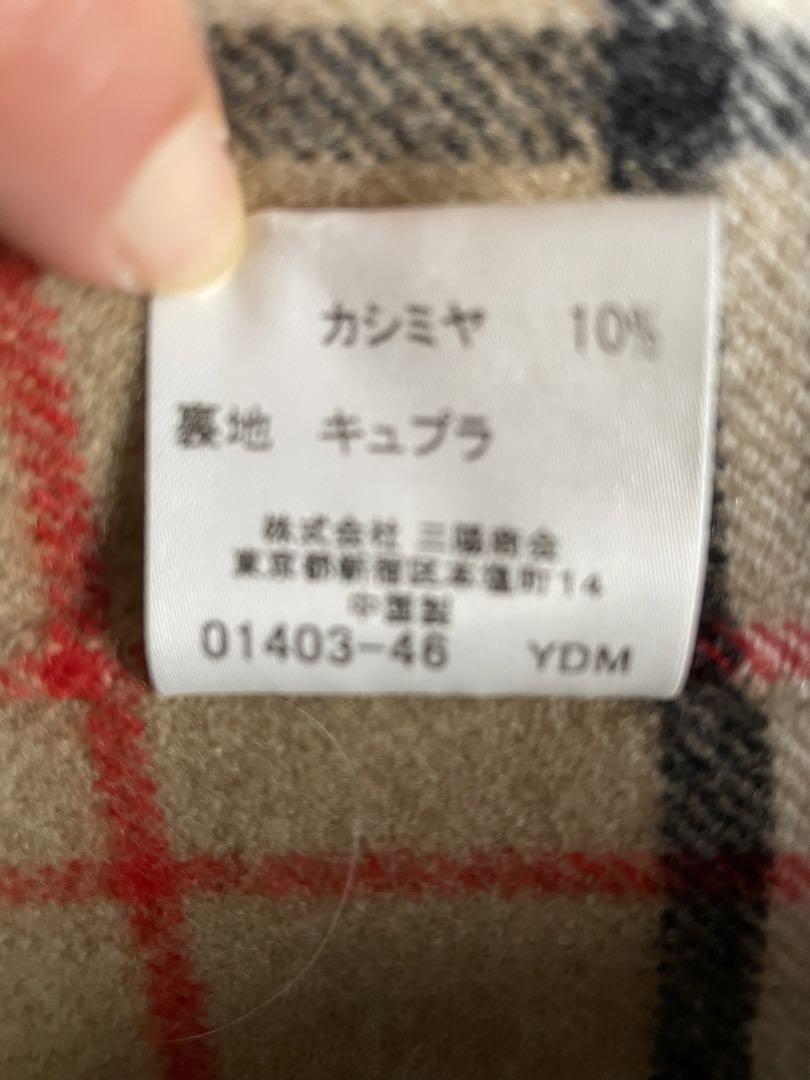 カシミヤ 10%
裏地 キュプラ
株式会社 三陽商会
東京都新宿区本塩町14
中国製
01403-46 YDM